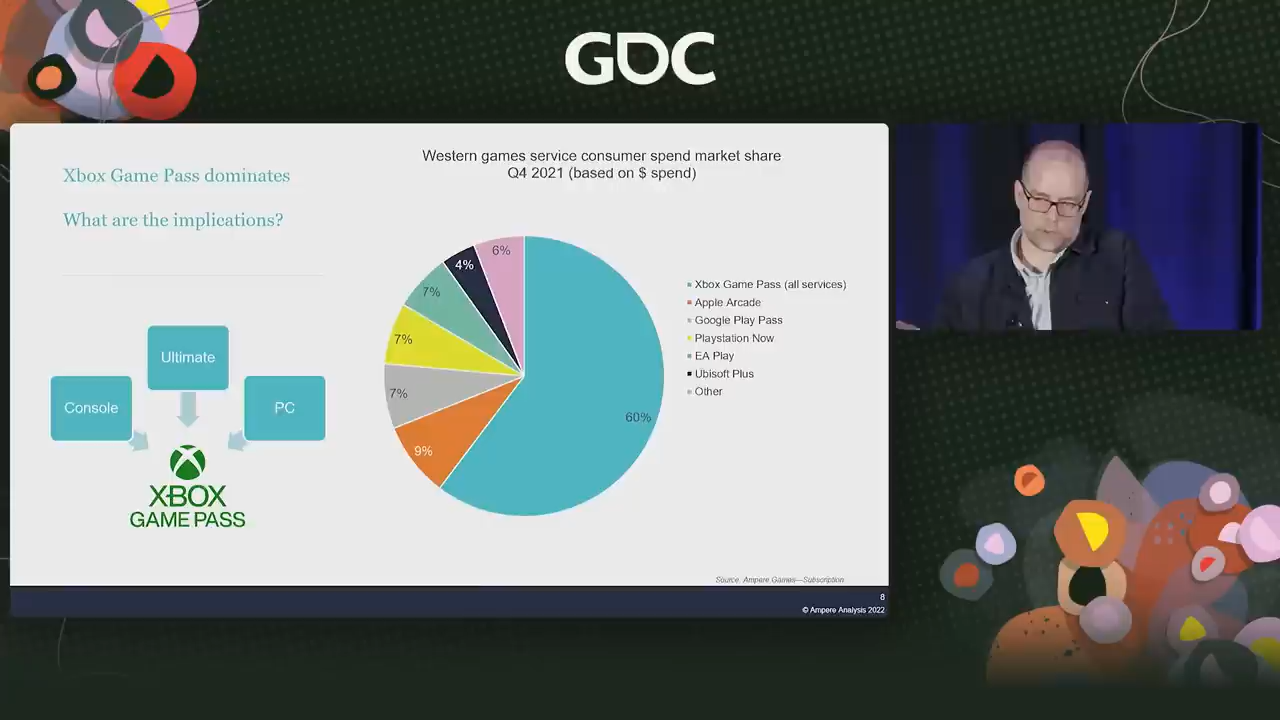 GDC
Xbox Game Pass dominates
What are the implications?
Western games service consumer spend market share
Q4 2021 (based on $ spend)
6%
4%
7%
7%
7%
9%
60%
Xbox Game Pass (all services)
Apple Arcade
Google Play Pass
Playstation Now
EA Play
Ubisoft Plus
Other
Ultimate
Console
PC
XBOX
GAME PASS
Source: Ampere Games—Subscription
8
© Ampere Analysis 2022